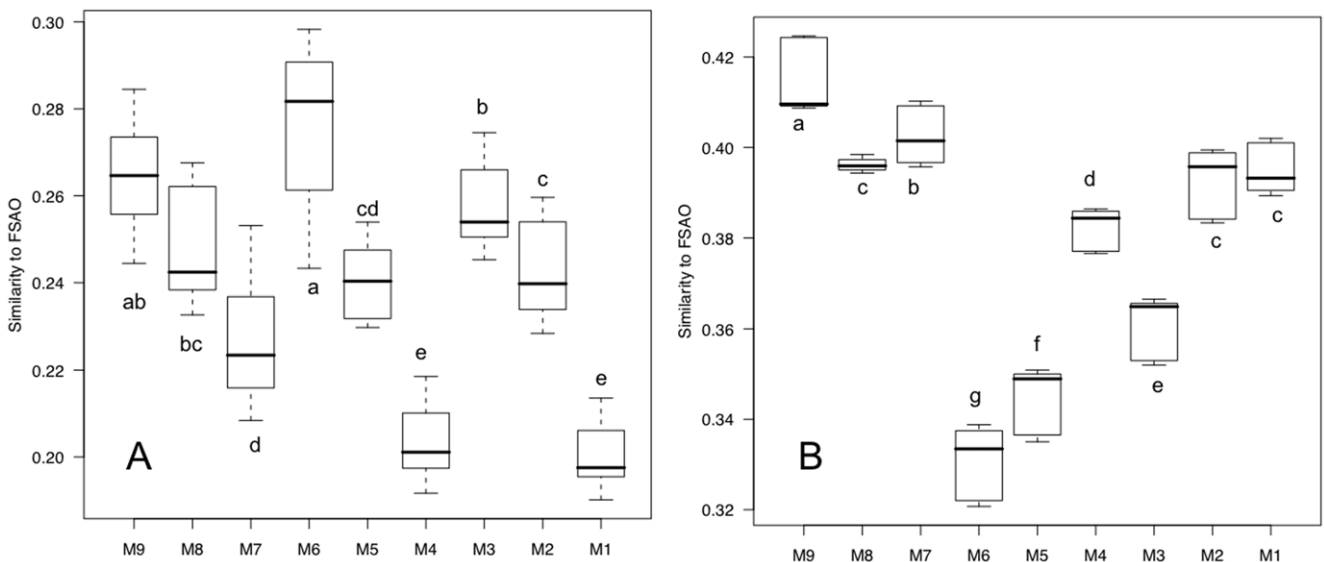 Similarity to FSAO
0.30
0.28
0.26
0.24
0.22
0.20
ab
bc
d
a
cd
e
b
c
e
A
M9 M8 M7 M6 M5 M4 M3 M2 M1
Similarity to FSAO
0.42
0.40
0.38
0.36
0.34
0.32
a
c
b
g
f
d
e
c
c
B
M9 M8 M7 M6 M5 M4 M3 M2 M1